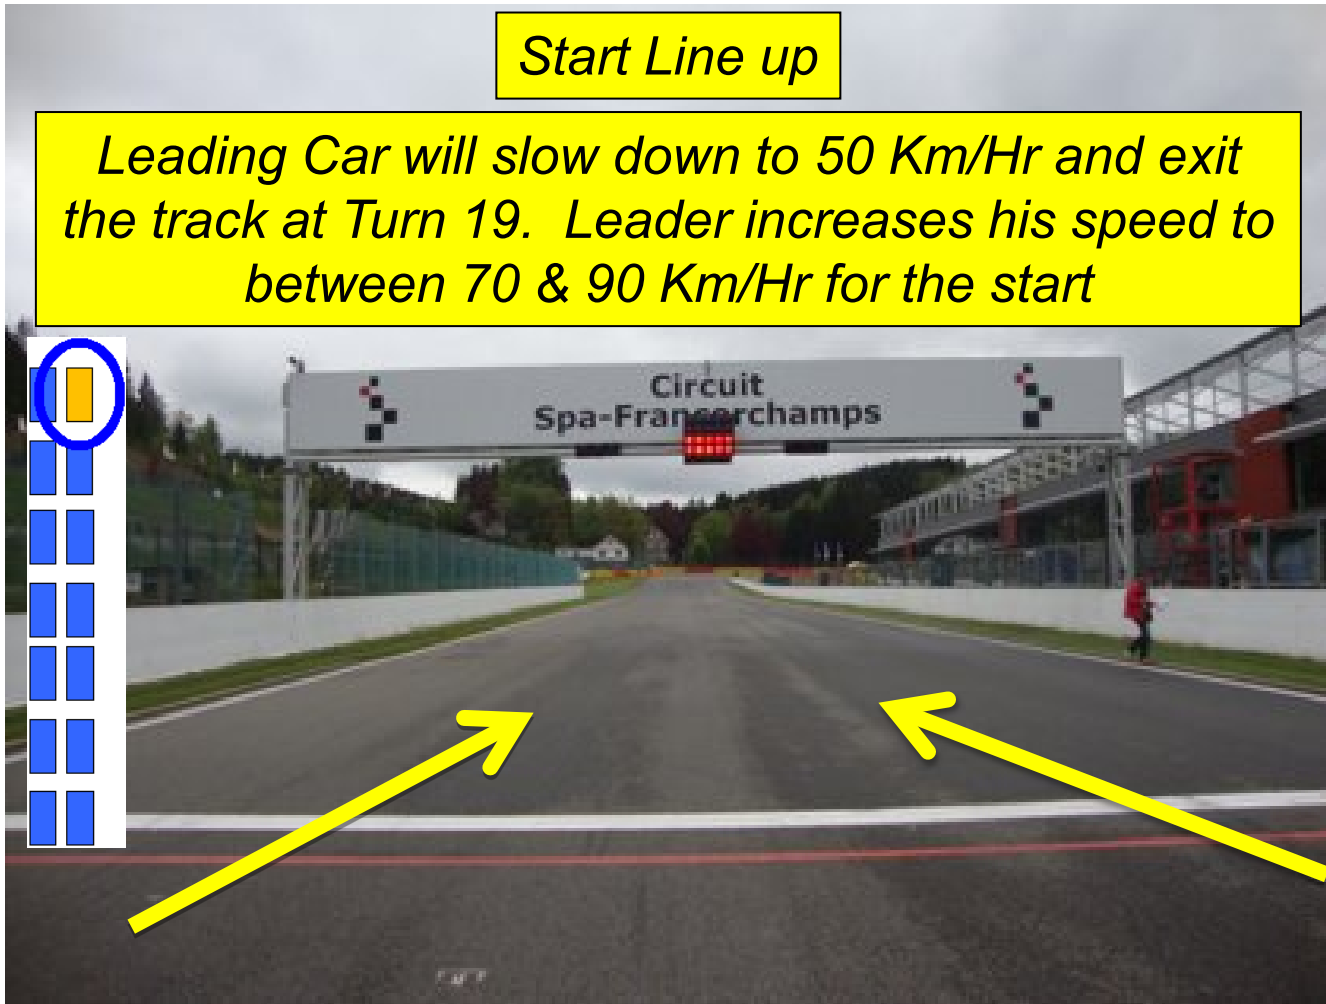 Start Line up
Leading Car will slow down to 50 Km/Hr and exit
the track at Turn 19.  Leader increases his speed to
between 70 & 90 Km/Hr for the start
Circuit
Spa-Francorchamps